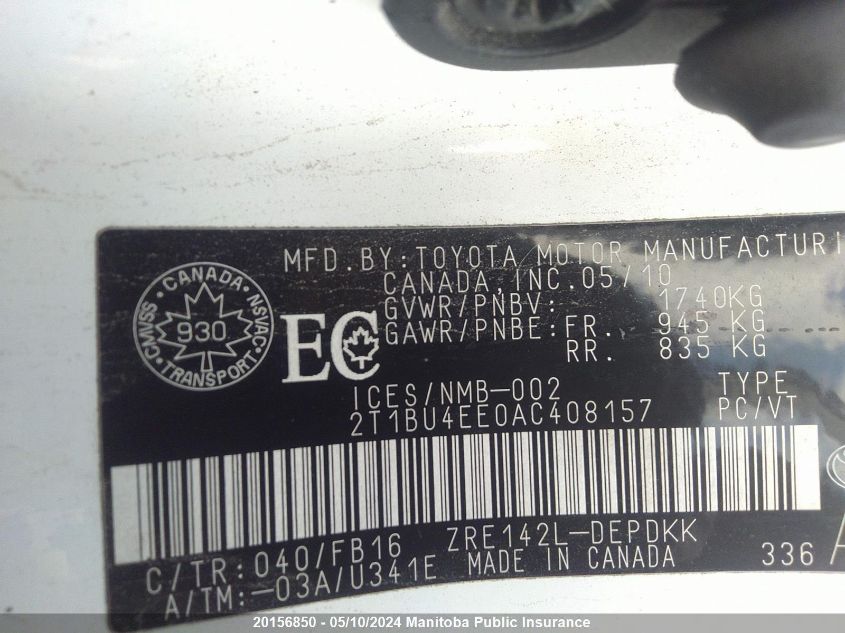 MFD.BY:TOYOTA MOTOR MANUFACTURI
CANADA,INC.05/10
GVWR/PNBV: 1740KG
GAWR/PNBE:FR. 945 KG
RR. 835 KG
CANADA
CMVSS 930 NSVAC
TRANSPORT
EC
ICES/NMB-002 TYPE
2T1BU4EE0AC408157 PC/VT
C/TR: 040/FB16 ZRE142L-DEPDKK
A/TM:-03A/U341E MADE IN CANADA 336 A
20156850 - 05/10/2024 Manitoba Public Insurance